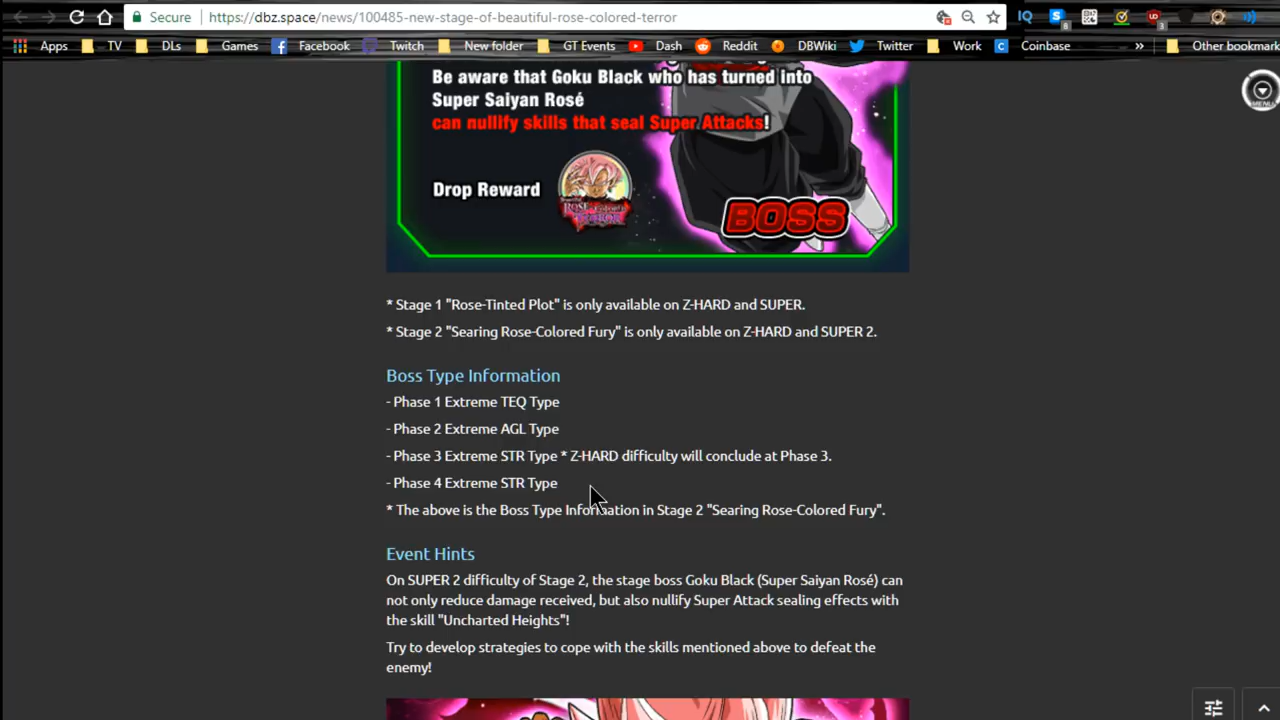 Secure
https://dbz.space/news/100485-new-stage-of-beautiful-rose-colored-terror
Apps TV DLs Games Facebook Twitch New folder GT Events Dash Reddit DBWiki Twitter Work Coinbase » Other bookmark
Be aware that Goku Black who has turned into
Super Saiyan Rosé
can nullify skills that seal Super Attacks!
MENU
Drop Reward
ROSE
BOSS
* Stage 1 "Rose-Tinted Plot" is only available on Z-HARD and SUPER.
* Stage 2 "Searing Rose-Colored Fury" is only available on Z-HARD and SUPER 2.
Boss Type Information
- Phase 1 Extreme TEQ Type
- Phase 2 Extreme AGL Type
- Phase 3 Extreme STR Type * Z-HARD difficulty will conclude at Phase 3.
- Phase 4 Extreme STR Type
* The above is the Boss Type Information in Stage 2 "Searing Rose-Colored Fury".
Event Hints
On SUPER 2 difficulty of Stage 2, the stage boss Goku Black (Super Saiyan Rosé) can
not only reduce damage received, but also nullify Super Attack sealing effects with
the skill "Uncharted Heights"!
Try to develop strategies to cope with the skills mentioned above to defeat the
enemy!